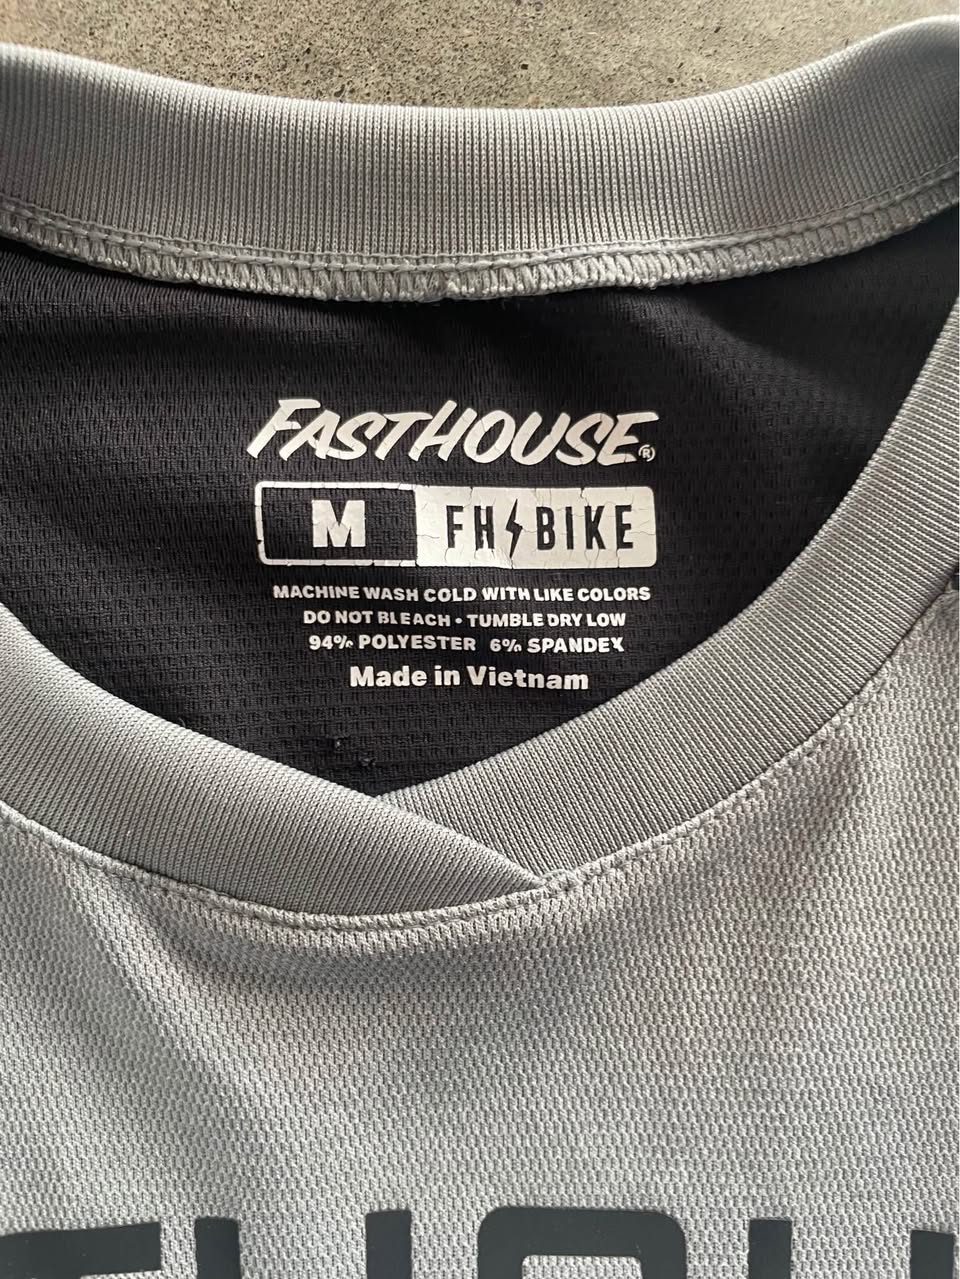 FASTHOUSE®
M FH BIKE
MACHINE WASH COLD WITH LIKE COLORS
DO NOT BLEACH • TUMBLE DRY LOW
94% POLYESTER 6% SPANDEX
Made in Vietnam